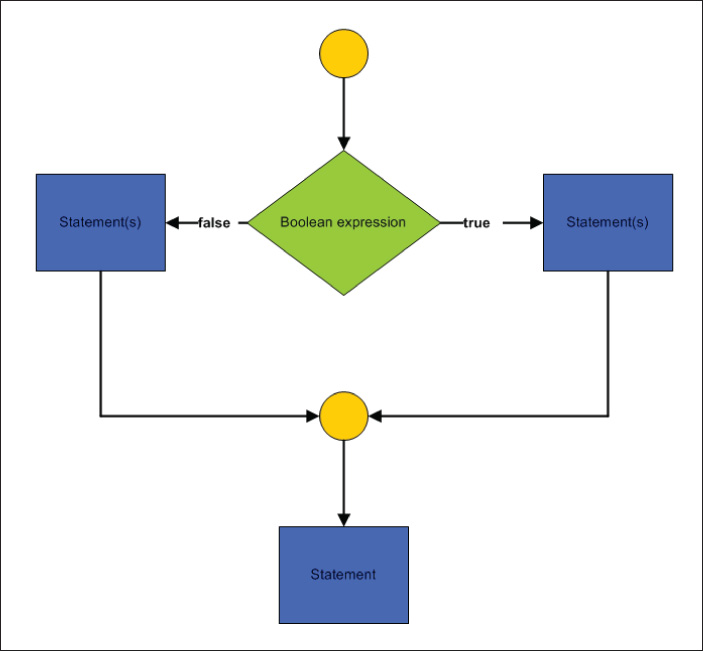 Statement(s)
false
Boolean expression
true
Statement(s)
Statement